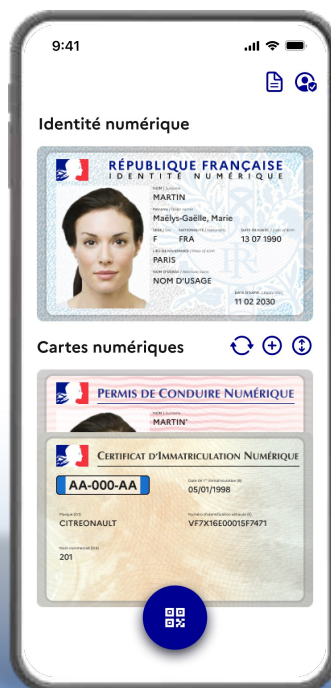 9:41
Identité numérique
RÉPUBLIQUE FRANÇAISE
IDENTITÉ NUMÉRIQUE
MARTIN
Maëlys-Gaëlle, Marie
F FRA 13 07 1990
PARIS
NOM D'USAGE
11 02 2030
Cartes numériques
PERMIS DE CONDUIRE NUMÉRIQUE
MARTIN'
CERTIFICAT D'IMMATRICULATION NUMÉRIQUE
AA-000-AA
05/01/1998
CITREONAULT
VF7X16E00015F7471
201